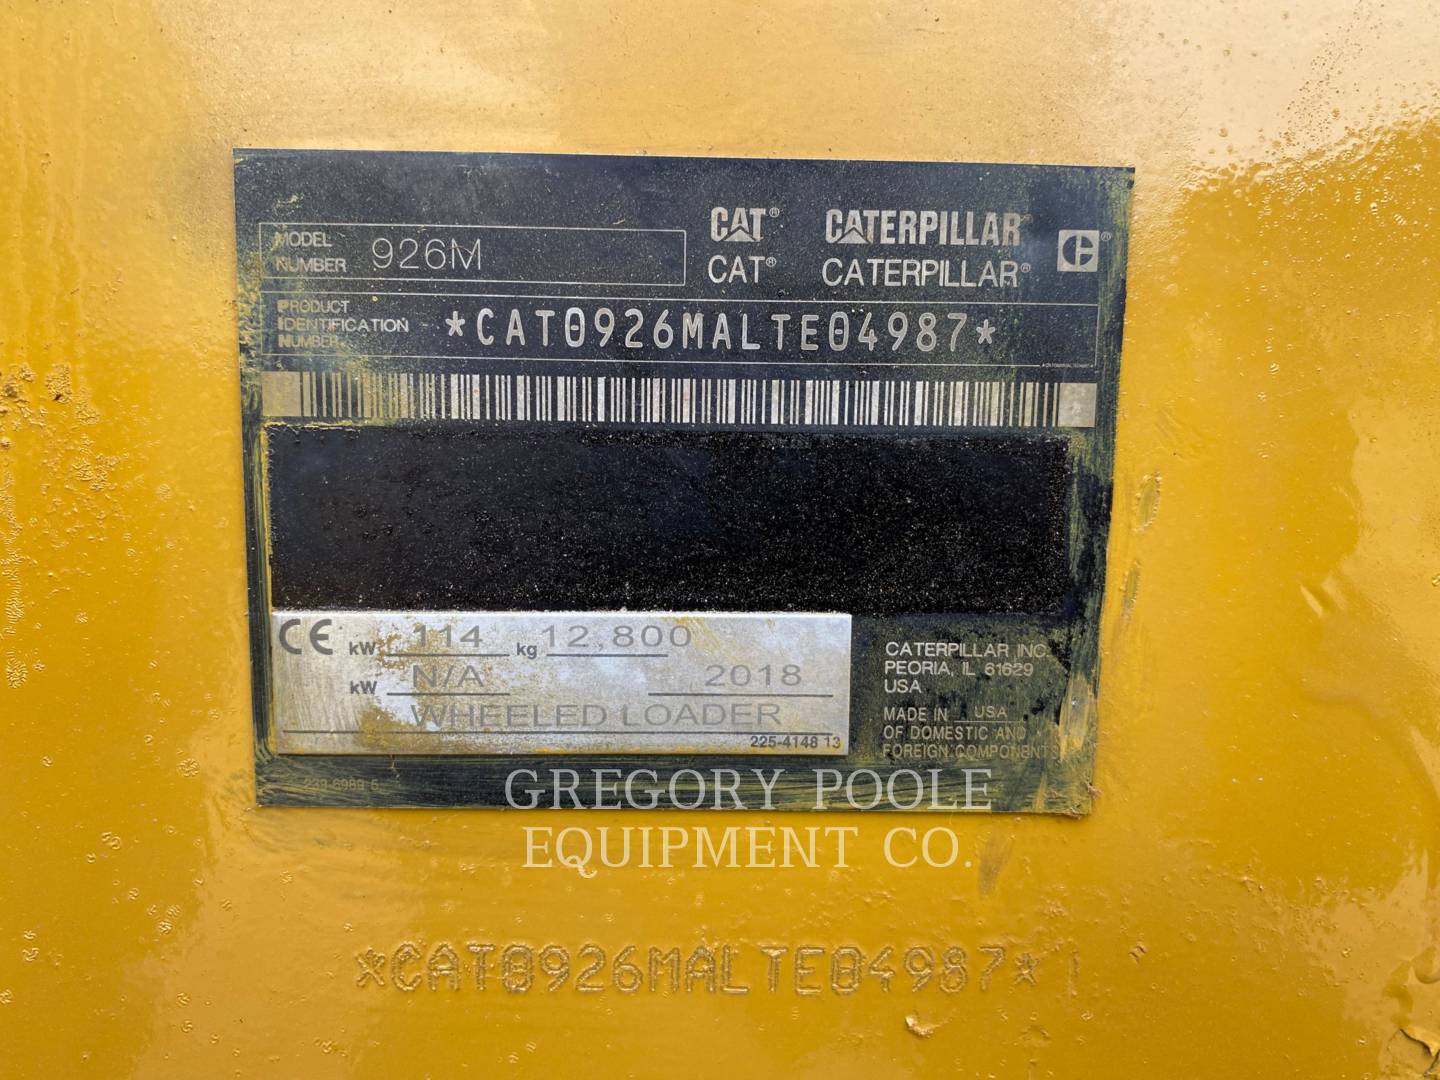 MODEL NUMBER 926M
CAT® CATERPILLAR®
CAT® CATERPILLAR®
PRODUCT IDENTIFICATION NUMBER *CAT0926MALTE04987*
CE kW 114 kg 12,800
kW N/A 2018
WHEELED LOADER
225-4148 13
CATERPILLAR INC.
PEORIA, IL 61629
USA
MADE IN USA
OF DOMESTIC AND
FOREIGN COMPONENTS
GREGORY POOLE
EQUIPMENT CO.
*CAT0926MALTE04987*